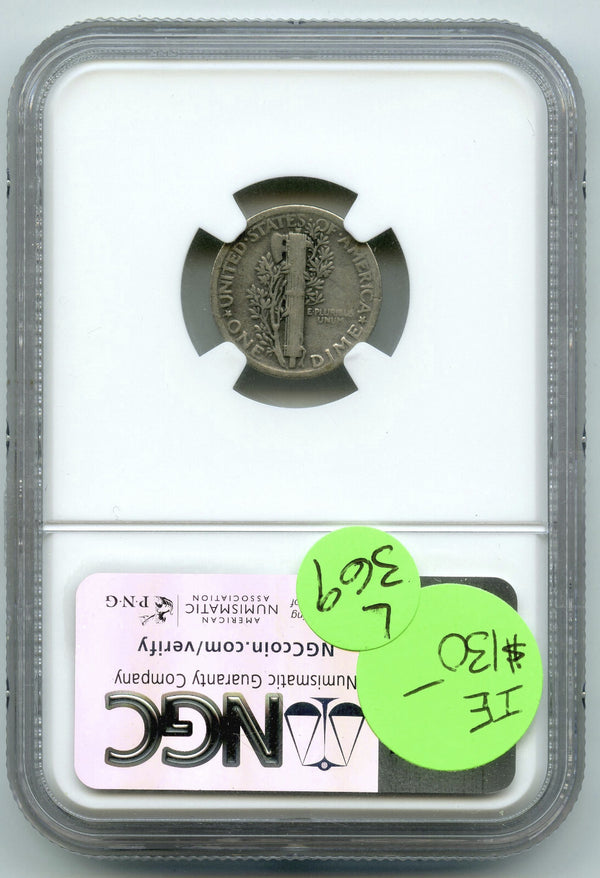 UNITED·STATES·OF·AMERICA
E·PLURIBUS
UNUM
ONE DIME
L
369
IE
$130
NGC
Numismatic Guaranty Company
NGCcoin.com/verify
AMERICAN
NUMISMATIC
ASSOCIATION
P·N·G
of